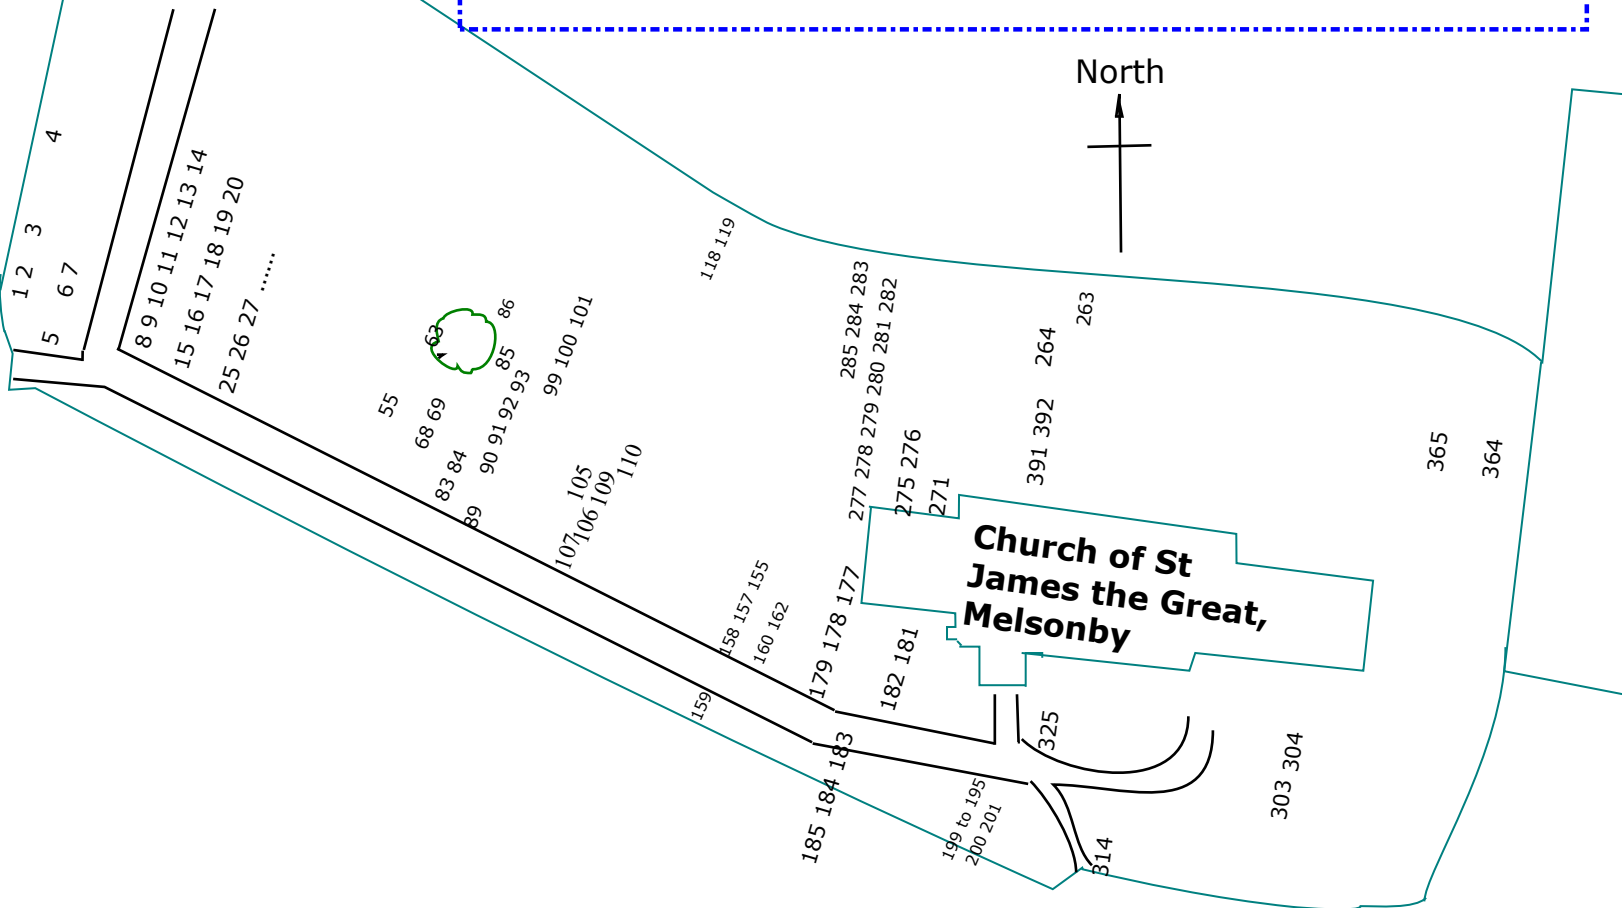 North
4
3
1 2
6 7
5
8 9 10 11 12 13 14
15 16 17 18 19 20
25 26 27 ......
63
86
85
55
68 69
83 84
89
90 91 92 93
99 100 101
105
107 106 109 110
118 119
285 284 283
277 278 279 280 281 282
275 276
271
263
264
391 392
365
364
Church of St
James the Great,
Melsonby
158 157 155
160 162
159
179 178 177
182 181
185 184 183
199 to 195
200 201
325
314
303 304